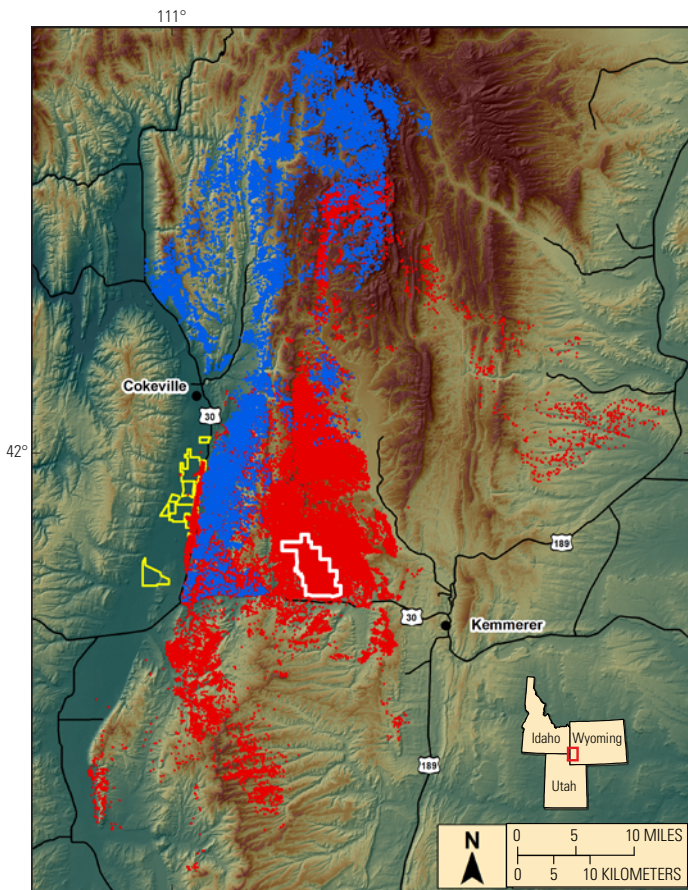 111°
Cokeville
30
42°
189
30
Kemmerer
Idaho
Wyoming
Utah
189
N
0 5 10 MILES
0 5 10 KILOMETERS